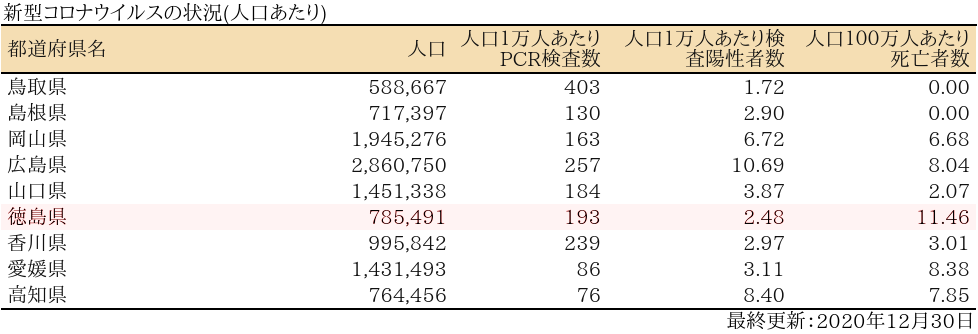 新型コロナウイルスの状況(人口あたり)
都道府県名 人口 人口1万人あたりPCR検査数 人口1万人あたり検査陽性者数 人口100万人あたり死亡者数
鳥取県 588,667 403 1.72 0.00
島根県 717,397 130 2.90 0.00
岡山県 1,945,276 163 6.72 6.68
広島県 2,860,750 257 10.69 8.04
山口県 1,451,338 184 3.87 2.07
徳島県 785,491 193 2.48 11.46
香川県 995,842 239 2.97 3.01
愛媛県 1,431,493 86 3.11 8.38
高知県 764,456 76 8.40 7.85
最終更新：2020年12月30日